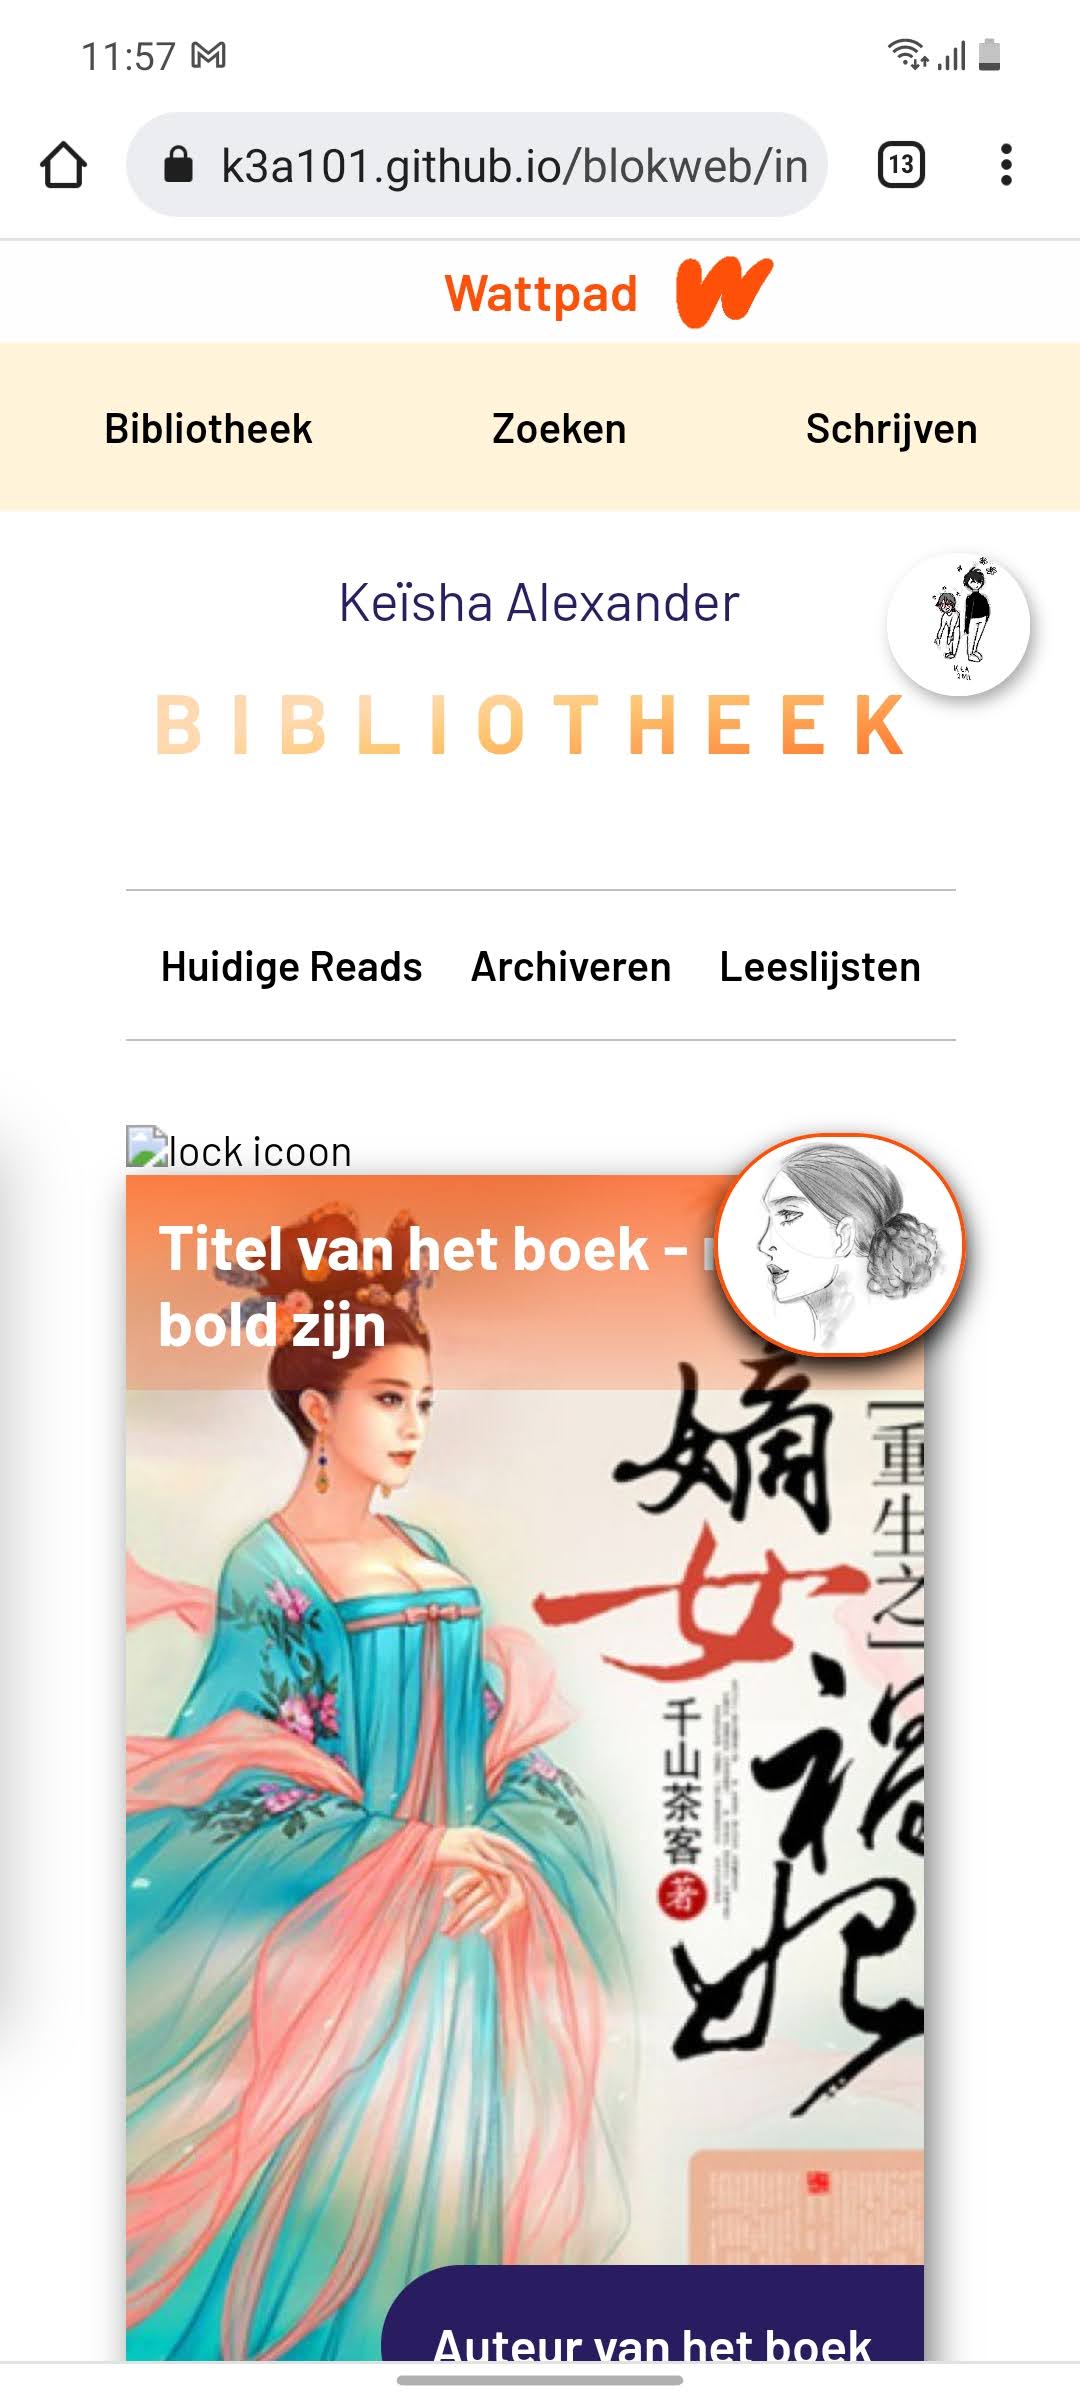 11:57
k3a101.github.io/blokweb/in
13
Wattpad
Bibliotheek Zoeken Schrijven
Keïsha Alexander
BIBLIOTHEEK
Huidige Reads Archiveren Leeslijsten
lock icoon
Titel van het boek -
bold zijn
[重生之]
嫡女祸妃
千山茶客
著
Auteur van het boek